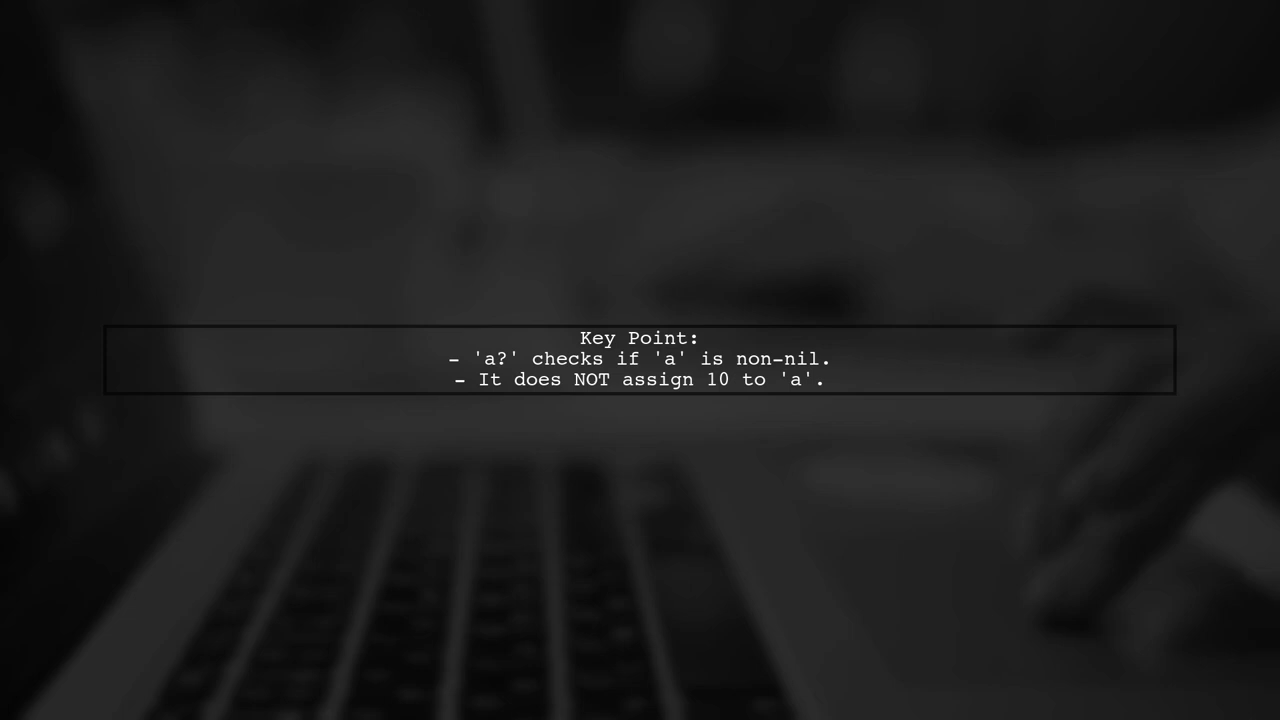 Key Point:
- 'a?' checks if 'a' is non-nil.
- It does NOT assign 10 to 'a'.